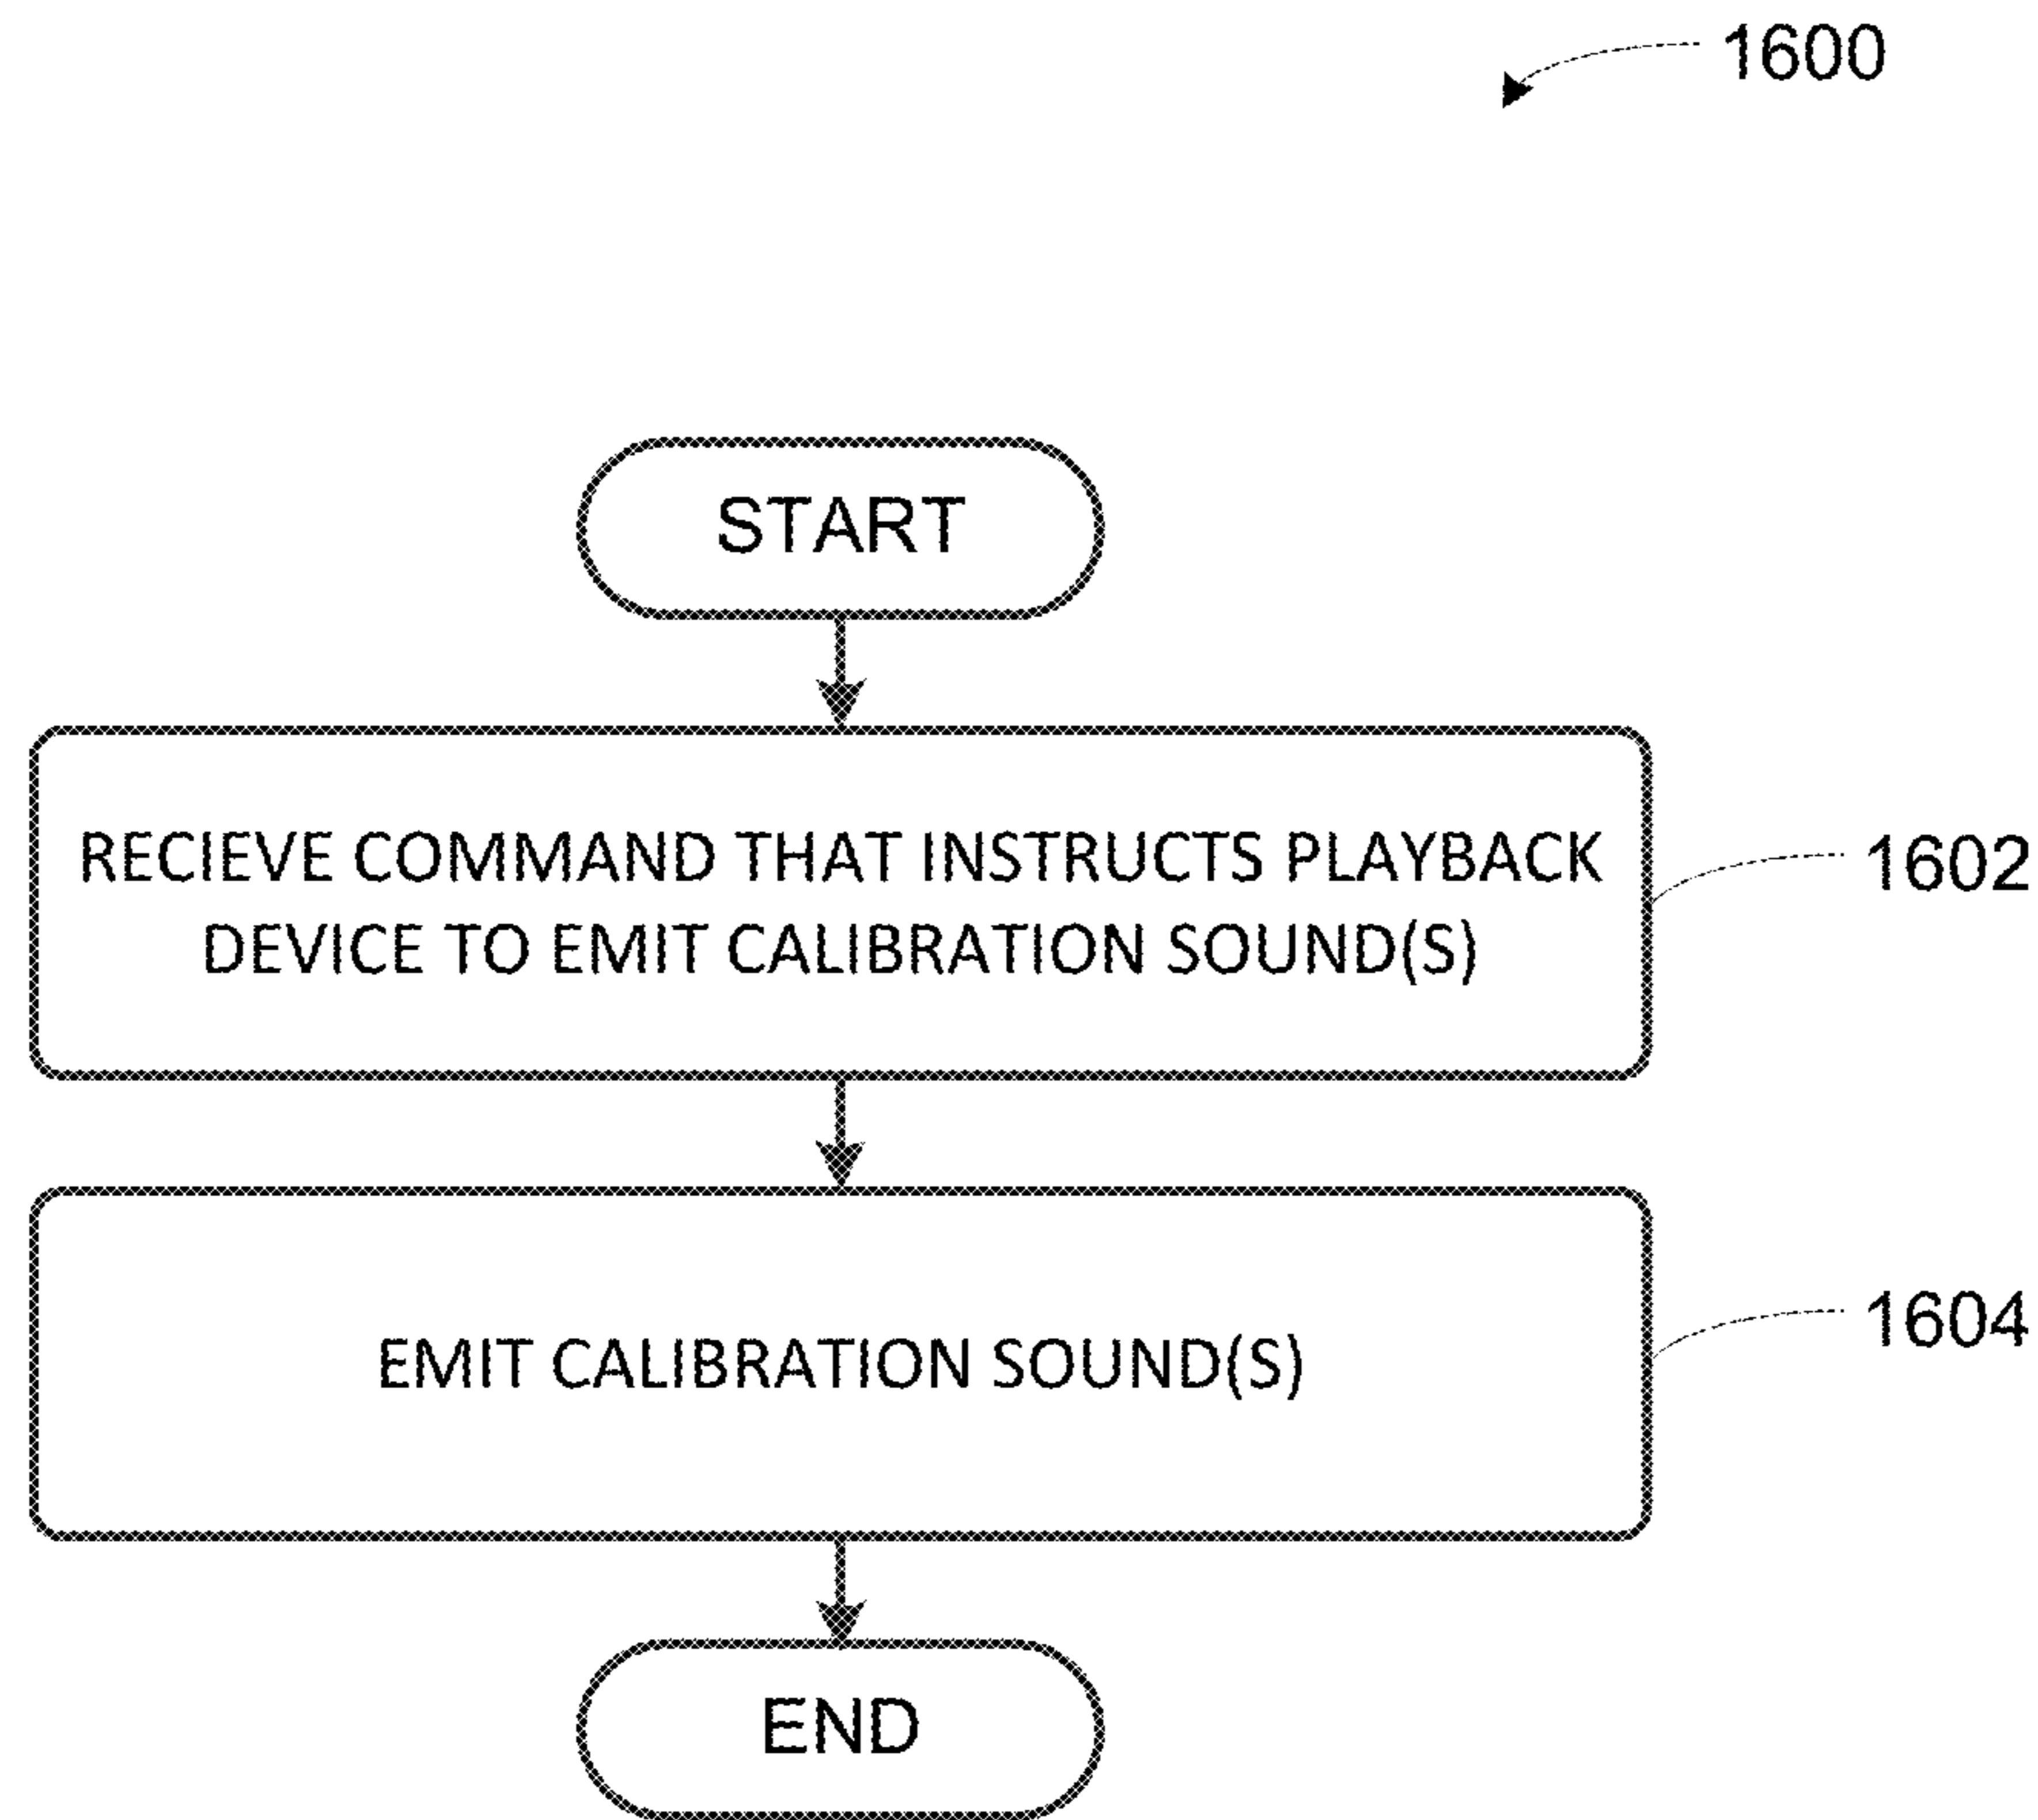 1600
START
RECIEVE COMMAND THAT INSTRUCTS PLAYBACK
DEVICE TO EMIT CALIBRATION SOUND(S)
1602
EMIT CALIBRATION SOUND(S)
1604
END